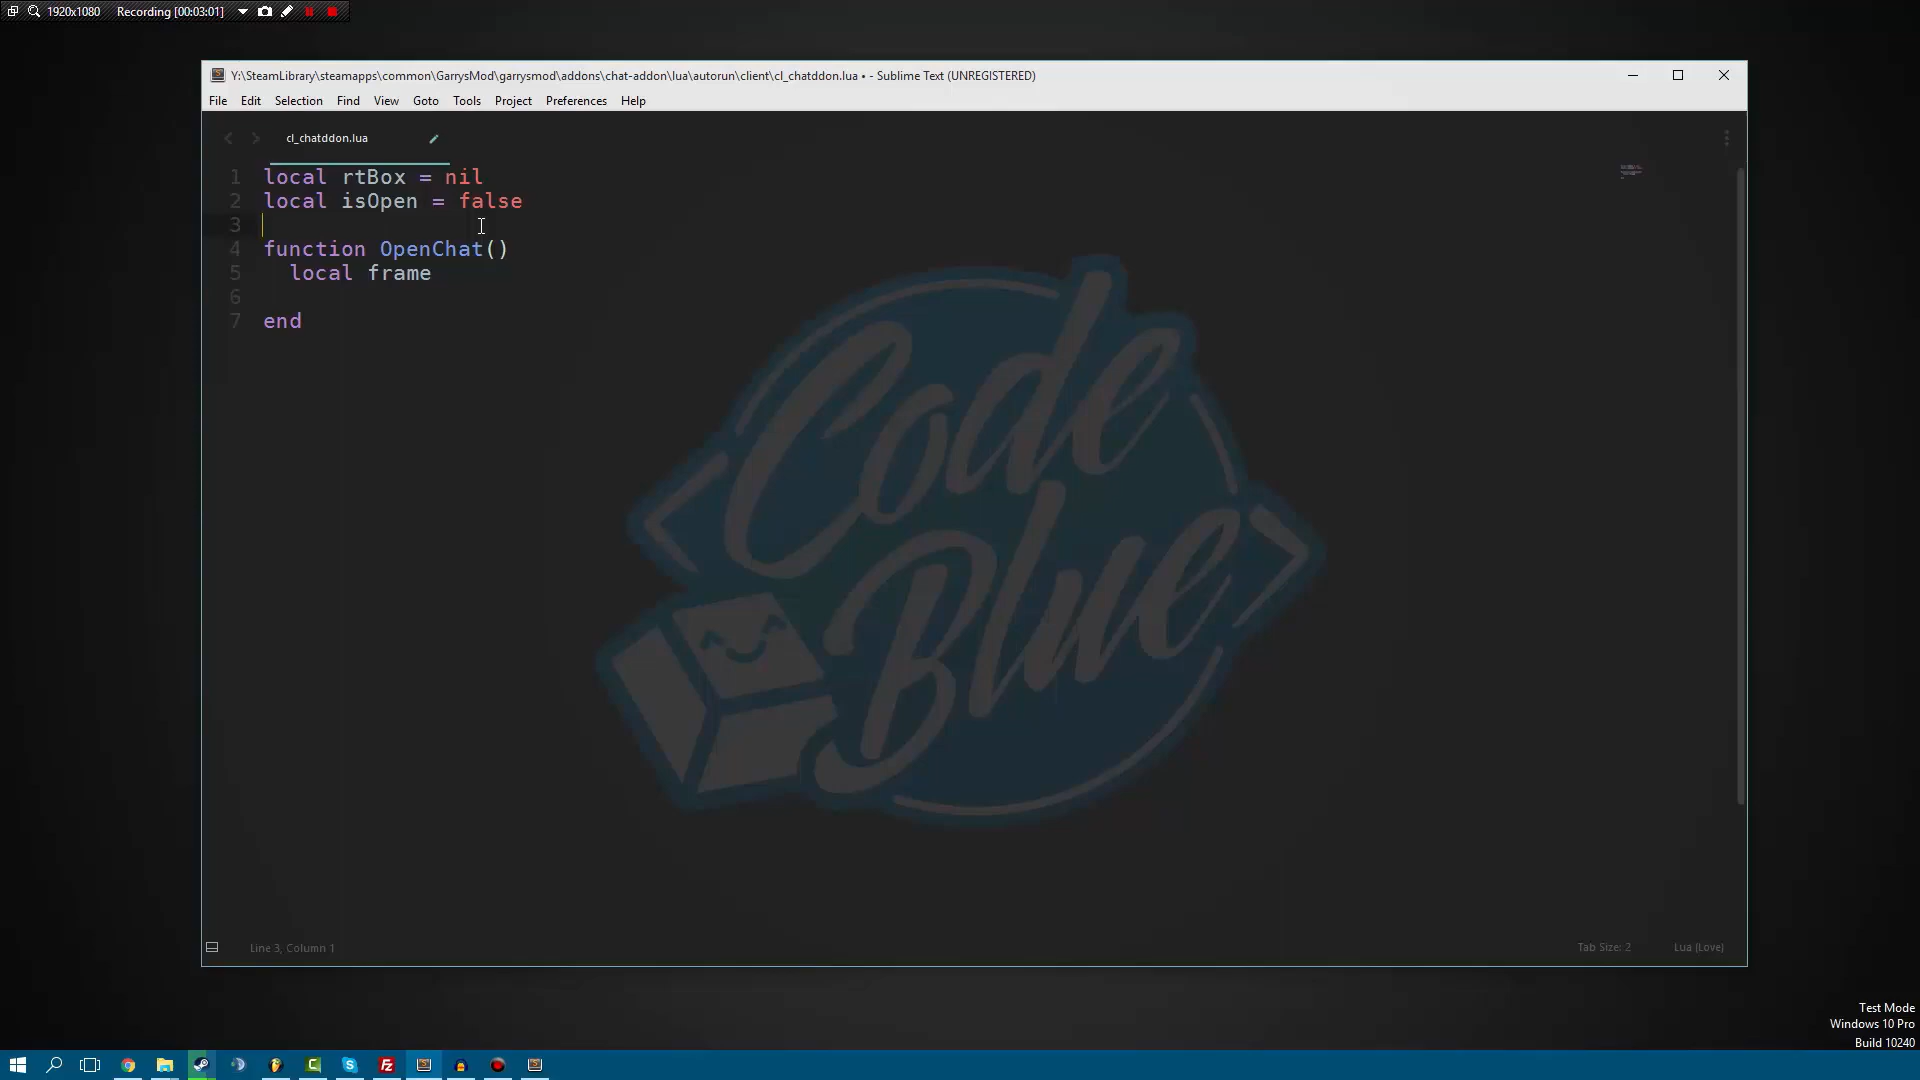 1920x1080 Recording [00:03:01]
Y:\SteamLibrary\steamapps\common\GarrysMod\garrysmod\addons\chat-addon\lua\autorun\client\cl_chatddon.lua • - Sublime Text (UNREGISTERED)
File Edit Selection Find View Goto Tools Project Preferences Help
cl_chatddon.lua
1 local rtBox = nil
2 local isOpen = false
3
4 function OpenChat()
5 local frame
6
7 end
Code
Blue
Line 3, Column 1 Tab Size: 2 Lua (Love)
Test Mode
Windows 10 Pro
Build 10240